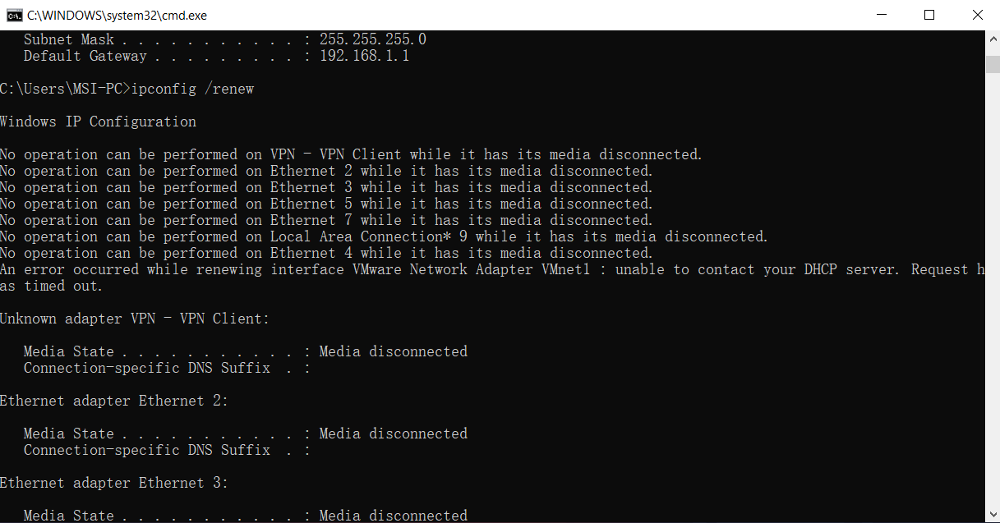 C:\WINDOWS\system32\cmd.exe
   Subnet Mask . . . . . . . . . . . : 255.255.255.0
   Default Gateway . . . . . . . . . : 192.168.1.1

C:\Users\MSI-PC>ipconfig /renew

Windows IP Configuration

No operation can be performed on VPN - VPN Client while it has its media disconnected.
No operation can be performed on Ethernet 2 while it has its media disconnected.
No operation can be performed on Ethernet 3 while it has its media disconnected.
No operation can be performed on Ethernet 5 while it has its media disconnected.
No operation can be performed on Ethernet 7 while it has its media disconnected.
No operation can be performed on Local Area Connection* 9 while it has its media disconnected.
No operation can be performed on Ethernet 4 while it has its media disconnected.
An error occurred while renewing interface VMware Network Adapter VMnet1 : unable to contact your DHCP server. Request h
as timed out.

Unknown adapter VPN - VPN Client:

   Media State . . . . . . . . . . . : Media disconnected
   Connection-specific DNS Suffix  . :

Ethernet adapter Ethernet 2:

   Media State . . . . . . . . . . . : Media disconnected
   Connection-specific DNS Suffix  . :

Ethernet adapter Ethernet 3:

   Media State . . . . . . . . . . . : Media disconnected